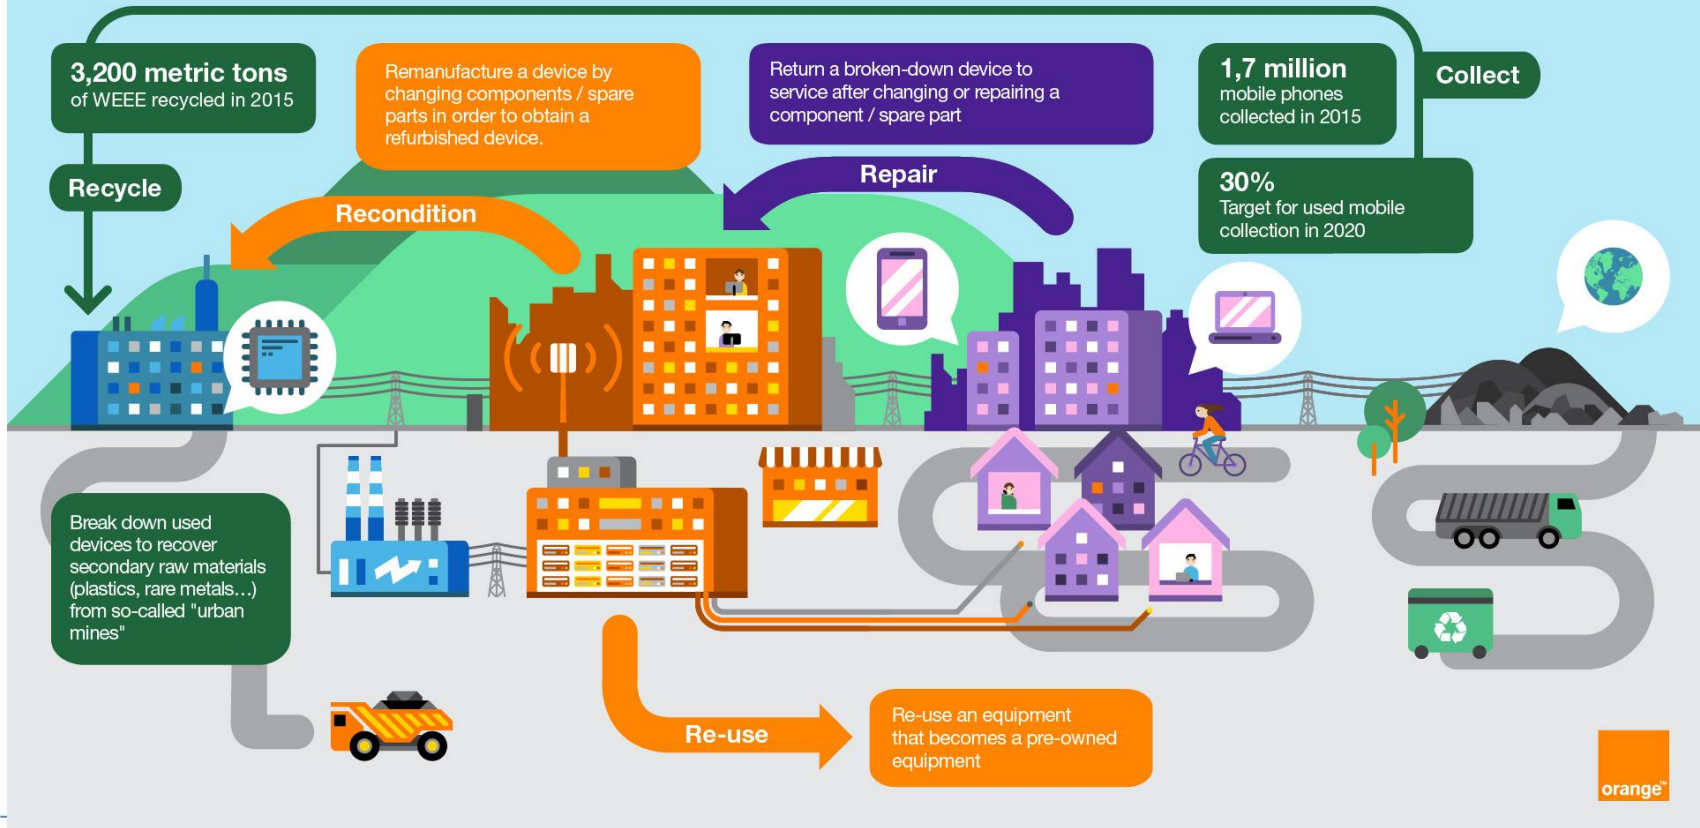 3,200 metric tons
of WEEE recycled in 2015
Recycle
Remanufacture a device by
changing components / spare
parts in order to obtain a
refurbished device.
Recondition
Return a broken-down device to
service after changing or repairing a
component / spare part
Repair
1,7 million
mobile phones
collected in 2015
Collect
30%
Target for used mobile
collection in 2020
Break down used
devices to recover
secondary raw materials
(plastics, rare metals...)
from so-called "urban
mines"
Re-use
Re-use an equipment
that becomes a pre-owned
equipment
orange™